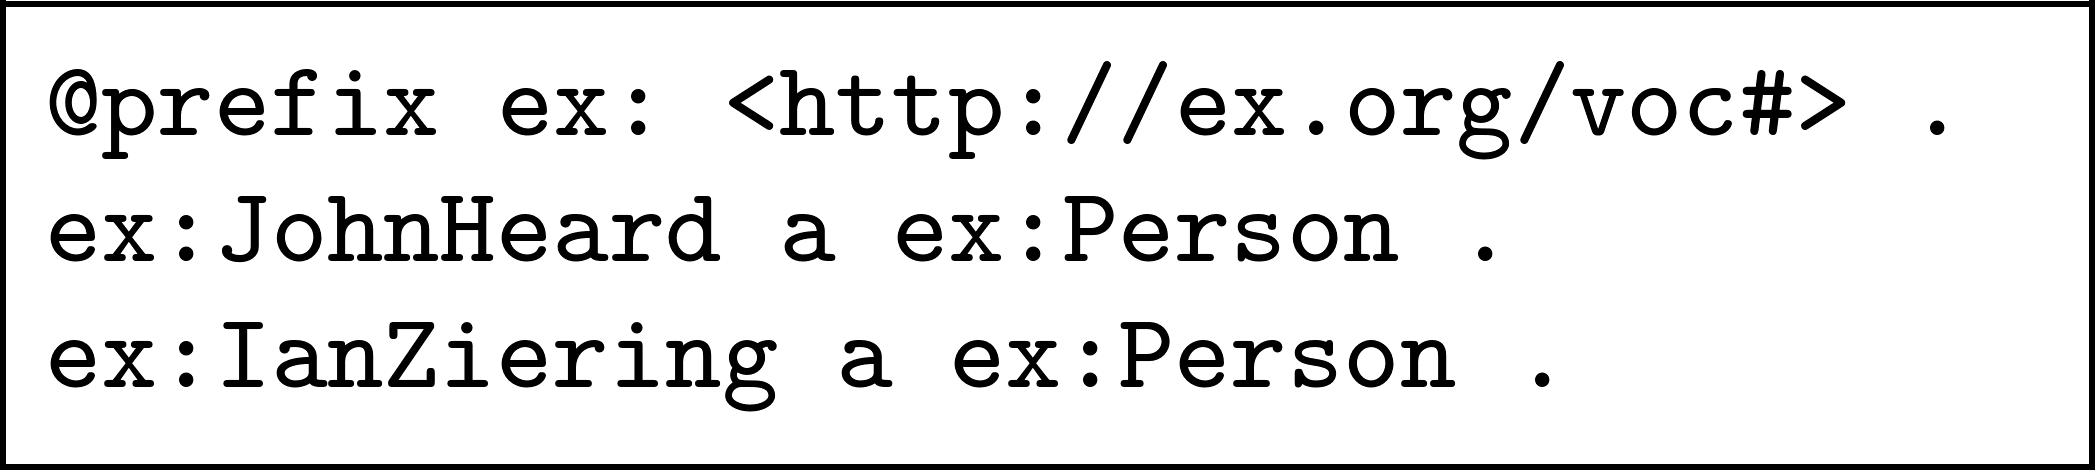 @prefix ex: <http://ex.org/voc#> .
ex:JohnHeard a ex:Person .
ex:IanZiering a ex:Person .